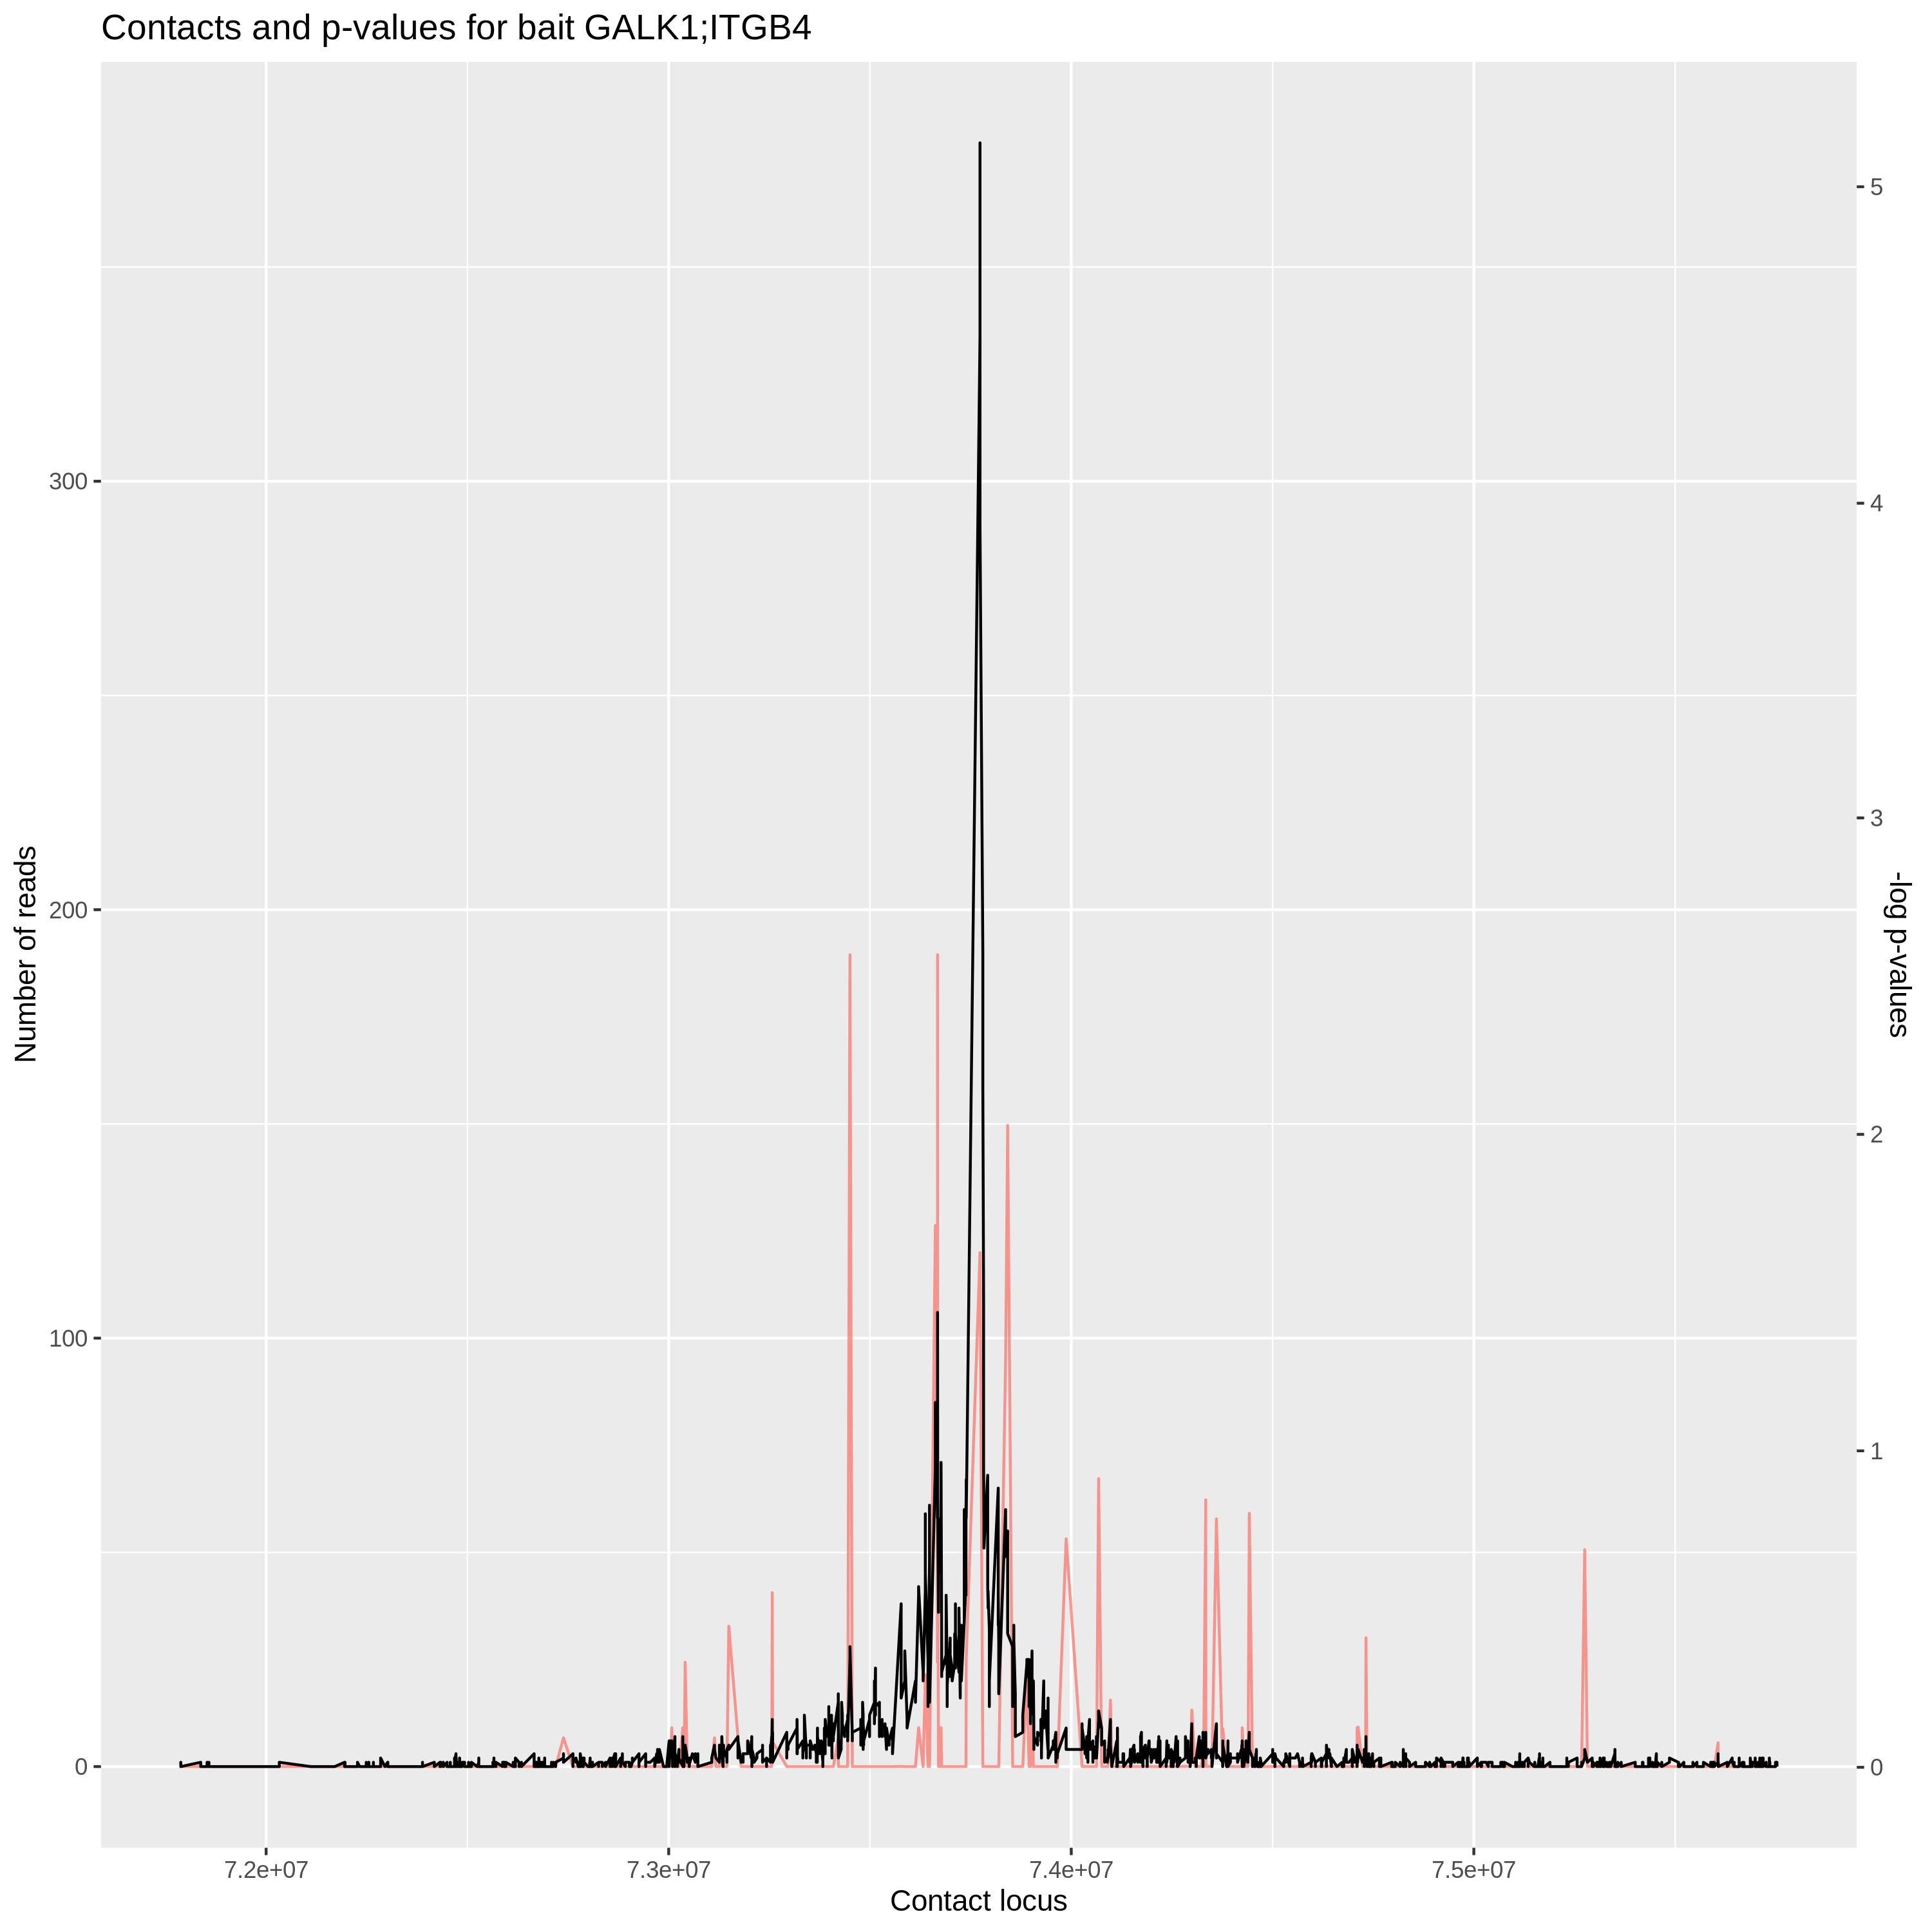 Contacts and p-values for bait GALK1;ITGB4
Number of reads
300
200
100
0
5
4
3
2
1
0
-log p-values
7.2e+07 7.3e+07 7.4e+07 7.5e+07
Contact locus